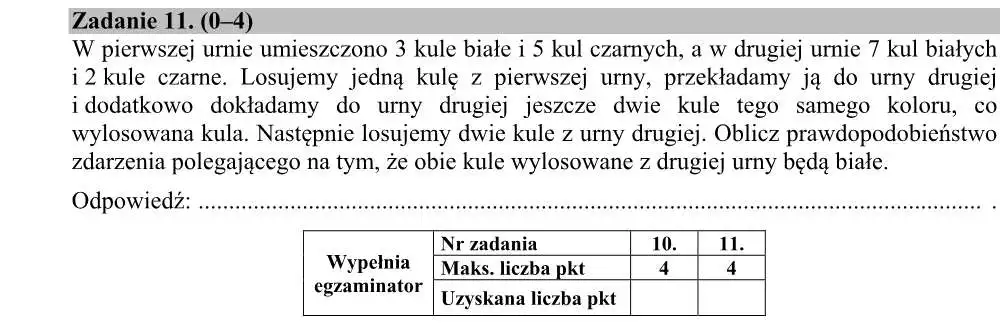 Zadanie 11. (0–4)
W pierwszej urnie umieszczono 3 kule białe i 5 kul czarnych, a w drugiej urnie 7 kul białych
i 2 kule czarne. Losujemy jedną kulę z pierwszej urny, przekładamy ją do urny drugiej
i dodatkowo dokładamy do urny drugiej jeszcze dwie kule tego samego koloru, co
wylosowana kula. Następnie losujemy dwie kule z urny drugiej. Oblicz prawdopodobieństwo
zdarzenia polegającego na tym, że obie kule wylosowane z drugiej urny będą białe.
Odpowiedź: ................................................................................................................................ .
Wypełnia egzaminator
Nr zadania 10. 11.
Maks. liczba pkt 4 4
Uzyskana liczba pkt